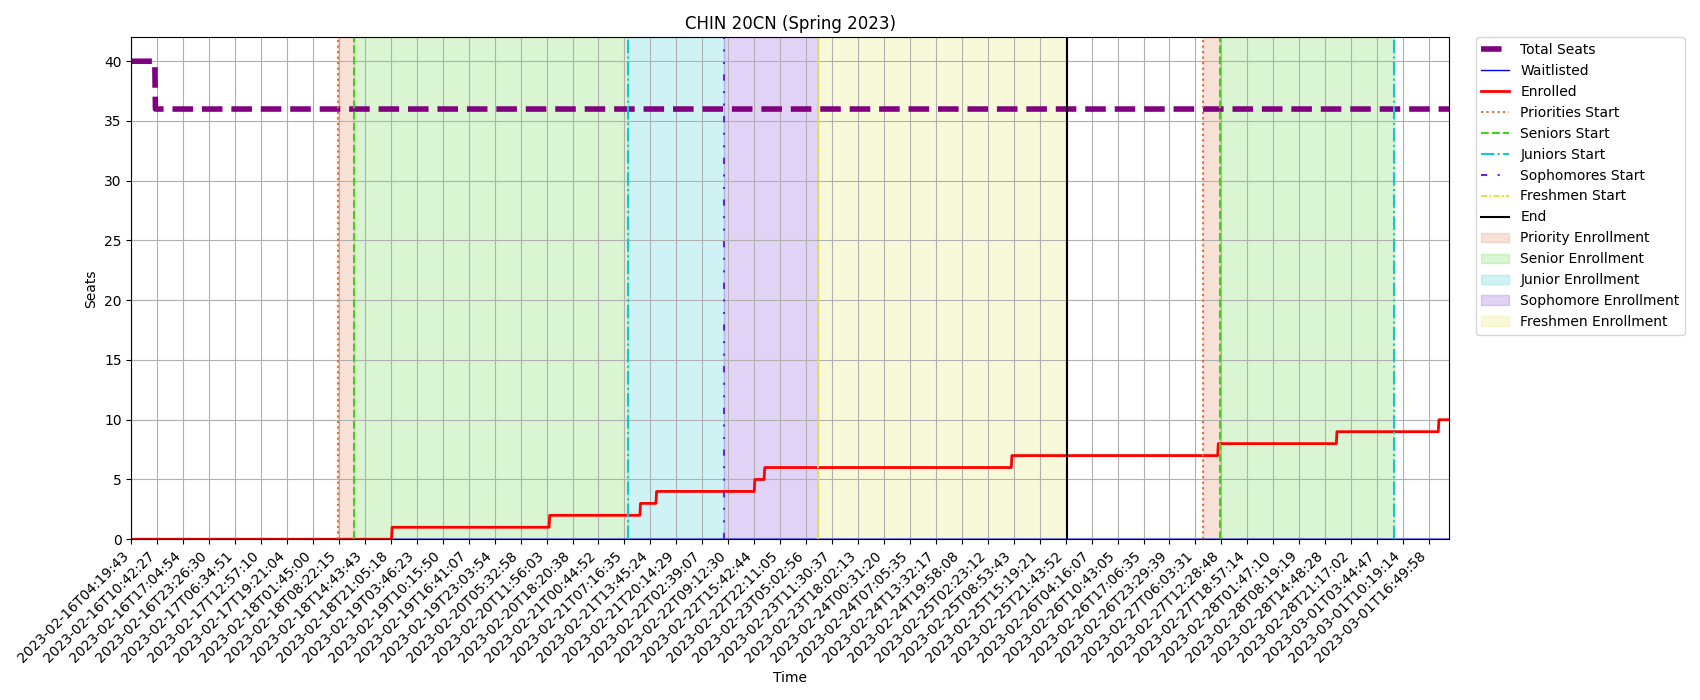 CHIN 20CN (Spring 2023)
Total Seats
Waitlisted
Enrolled
Priorities Start
Seniors Start
Juniors Start
Sophomores Start
Freshmen Start
End
Priority Enrollment
Senior Enrollment
Junior Enrollment
Sophomore Enrollment
Freshmen Enrollment
Seats
40
35
30
25
20
15
10
5
0
2023-02-16T04:19:43
2023-02-16T10:42:27
2023-02-16T17:04:54
2023-02-16T23:26:30
2023-02-17T06:34:51
2023-02-17T12:57:10
2023-02-17T19:21:04
2023-02-18T01:45:00
2023-02-18T08:22:15
2023-02-18T14:43:43
2023-02-18T21:05:18
2023-02-19T03:46:23
2023-02-19T10:15:50
2023-02-19T16:41:07
2023-02-19T23:03:54
2023-02-20T05:32:58
2023-02-20T11:56:03
2023-02-20T18:20:38
2023-02-21T00:44:52
2023-02-21T07:16:35
2023-02-21T13:45:24
2023-02-21T20:14:29
2023-02-22T02:39:07
2023-02-22T09:12:30
2023-02-22T15:42:44
2023-02-22T22:11:05
2023-02-23T05:02:56
2023-02-23T11:30:37
2023-02-23T18:02:13
2023-02-24T00:31:20
2023-02-24T07:05:35
2023-02-24T13:32:17
2023-02-24T19:58:09
2023-02-25T02:23:12
2023-02-25T08:53:43
2023-02-25T15:19:21
2023-02-25T21:43:52
2023-02-26T04:16:07
2023-02-26T10:43:05
2023-02-26T17:06:35
2023-02-26T23:29:39
2023-02-27T06:03:31
2023-02-27T12:28:48
2023-02-27T18:57:14
2023-02-28T01:47:10
2023-02-28T08:19:19
2023-02-28T14:48:28
2023-02-28T21:17:02
2023-03-01T03:44:47
2023-03-01T10:19:14
2023-03-01T16:49:58
Time